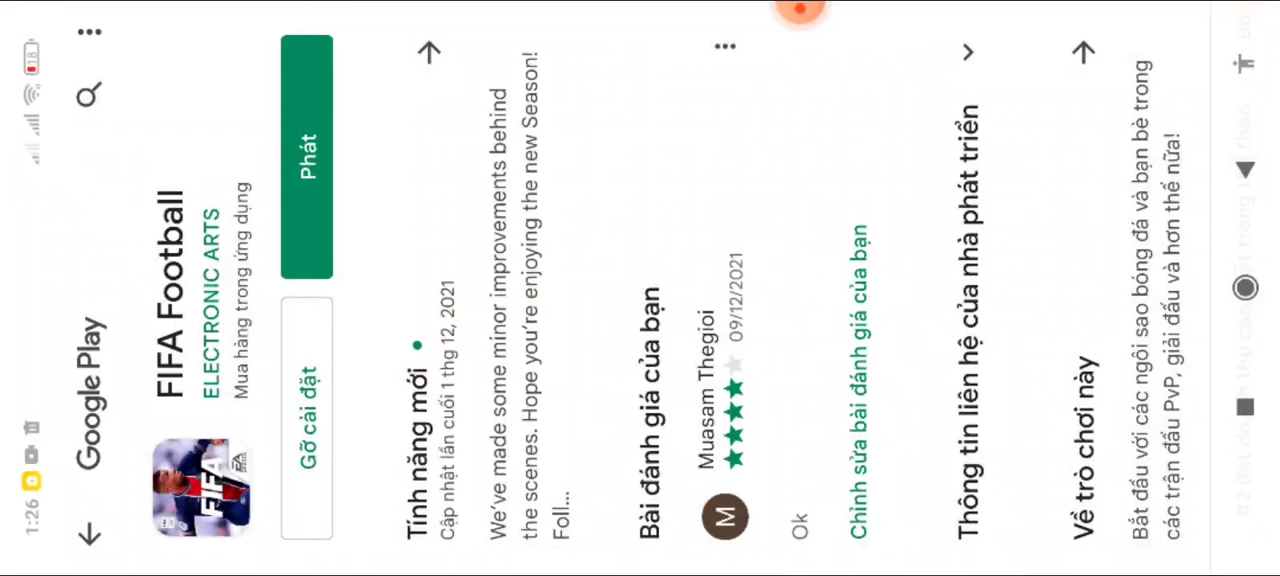 1:26
18
Google Play
FIFA
FIFA Football
ELECTRONIC ARTS
Mua hàng trong ứng dụng
Gỡ cài đặt
Phát
Tính năng mới
Cập nhật lần cuối 1 thg 12, 2021
We've made some minor improvements behind
the scenes. Hope you're enjoying the new Season!
Foll...
Bài đánh giá của bạn
M
Muasam Thegioi
09/12/2021
Ok
Chỉnh sửa bài đánh giá của bạn
Thông tin liên hệ của nhà phát triển
Về trò chơi này
Bắt đầu với các ngôi sao bóng đá và bạn bè trong
các trận đấu PvP, giải đấu và hơn thế nữa!